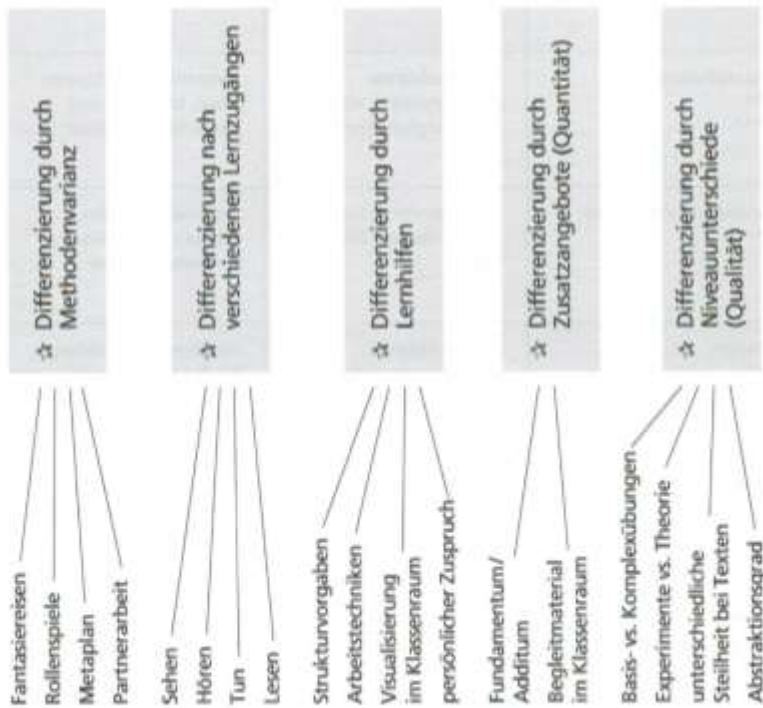 ☆ Differenzierung durch
Methodenvarianz
Fantasiereisen
Rollenspiele
Metaplan
Partnerarbeit
☆ Differenzierung nach
verschiedenen Lernzugängen
Sehen
Hören
Tun
Lesen
☆ Differenzierung durch
Lernhilfen
Strukturvorgaben
Arbeitstechniken
Visualisierung
im Klassenraum
persönlicher Zuspruch
☆ Differenzierung durch
Zusatzangebote (Quantität)
Fundamentum/
Additum
Begleitmaterial
im Klassenraum
☆ Differenzierung durch
Niveauunterschiede
(Qualität)
Basis- vs. Komplexübungen
Experimente vs. Theorie
unterschiedliche
Steilheit bei Texten
Abstraktionsgrad